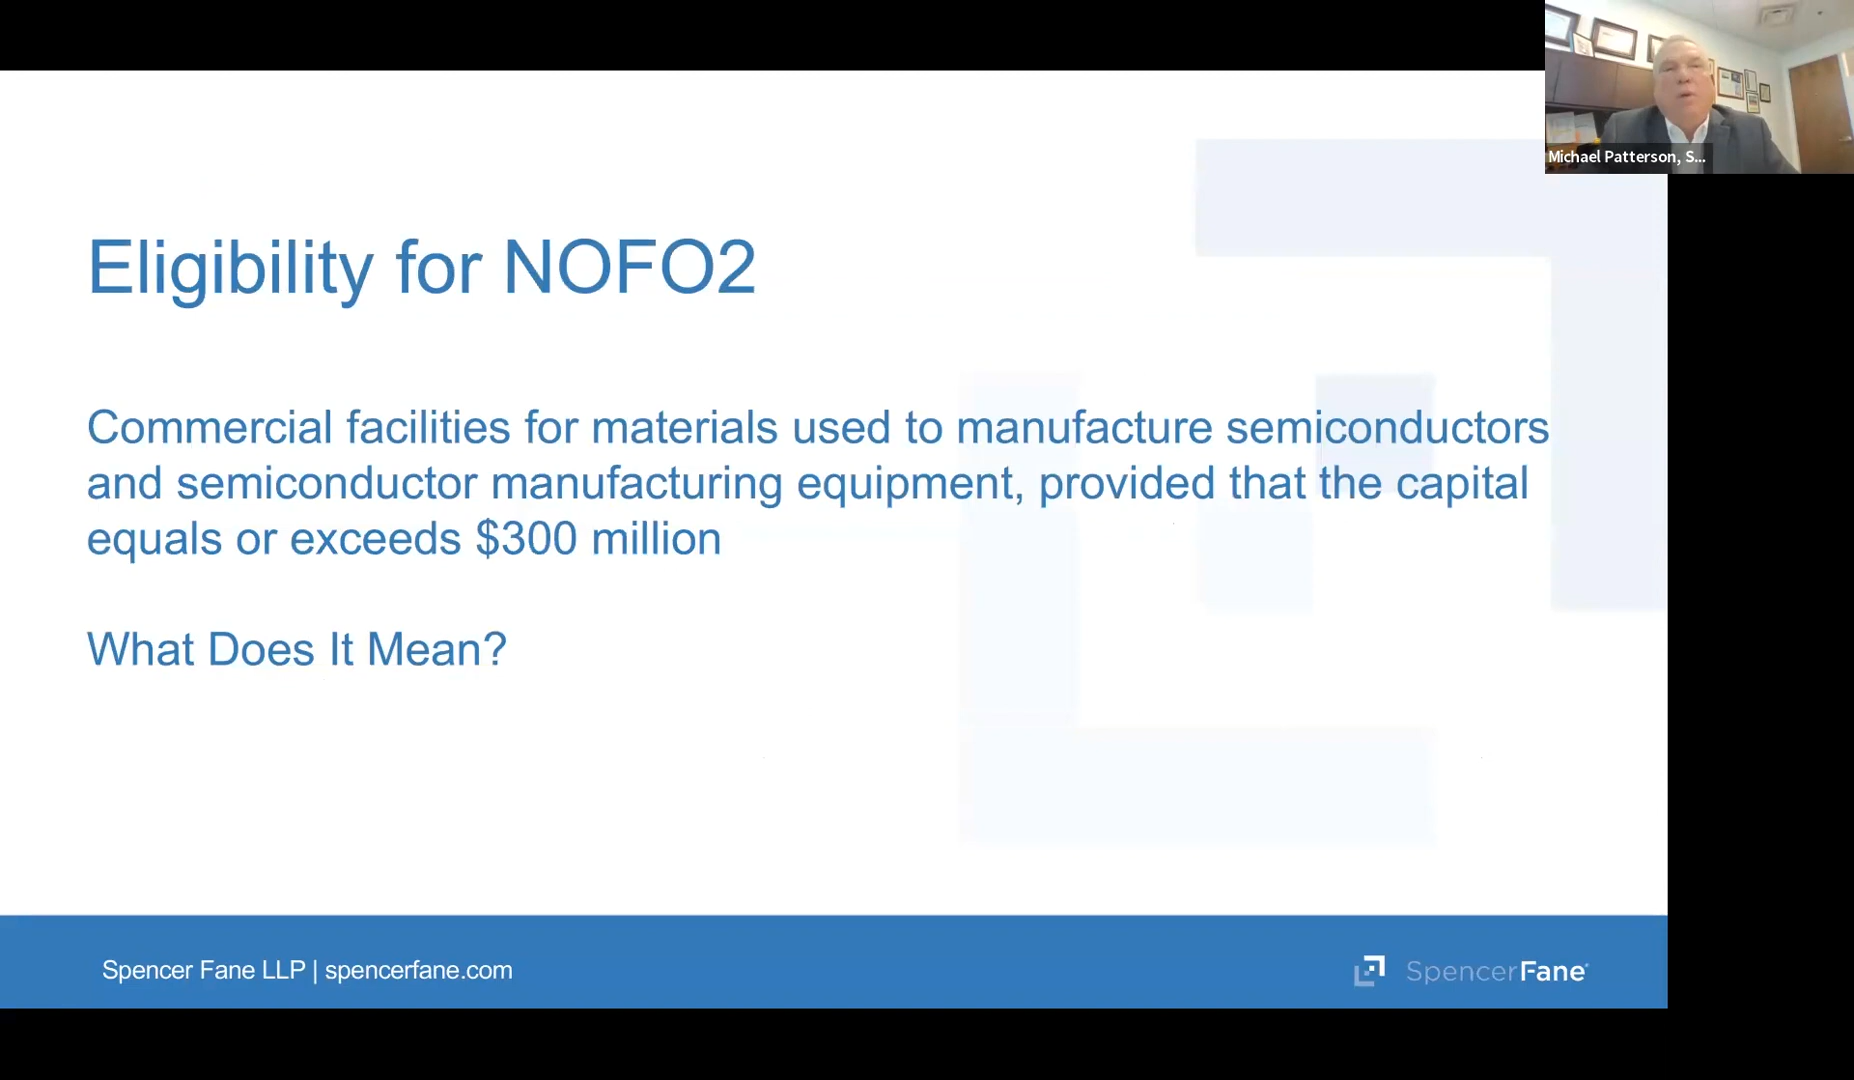 Michael Patterson, S...
Eligibility for NOFO2
Commercial facilities for materials used to manufacture semiconductors
and semiconductor manufacturing equipment, provided that the capital
equals or exceeds $300 million
What Does It Mean?
Spencer Fane LLP | spencerfane.com
SpencerFane